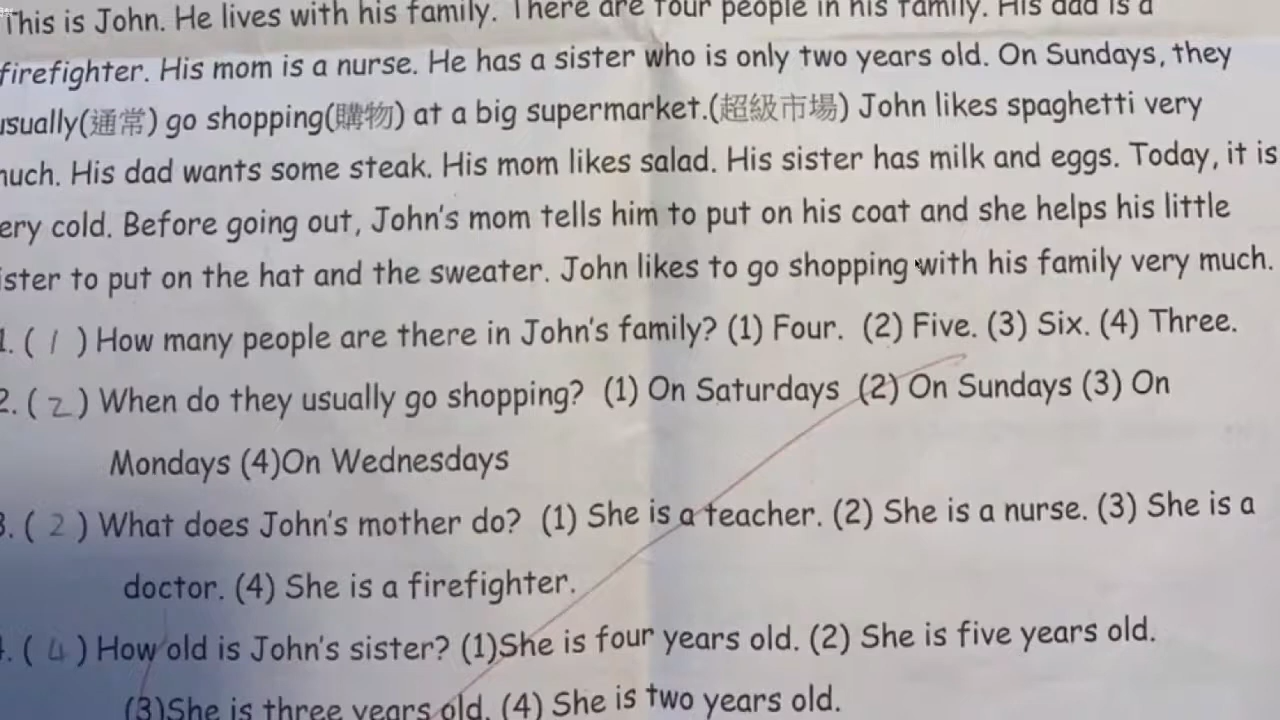 This is John. He lives with his family. There are four people in his family. His dad is a
firefighter. His mom is a nurse. He has a sister who is only two years old. On Sundays, they
usually(通常) go shopping(購物) at a big supermarket.(超級市場) John likes spaghetti very
much. His dad wants some steak. His mom likes salad. His sister has milk and eggs. Today, it is
ery cold. Before going out, John's mom tells him to put on his coat and she helps his little
ister to put on the hat and the sweater. John likes to go shopping with his family very much.
1. ( 1 ) How many people are there in John's family? (1) Four. (2) Five. (3) Six. (4) Three.
2. ( 2 ) When do they usually go shopping? (1) On Saturdays (2) On Sundays (3) On
Mondays (4)On Wednesdays
3. ( 2 ) What does John's mother do? (1) She is a teacher. (2) She is a nurse. (3) She is a
doctor. (4) She is a firefighter.
4. ( 4 ) How old is John's sister? (1)She is four years old. (2) She is five years old.
(3)She is three years old. (4) She is two years old.